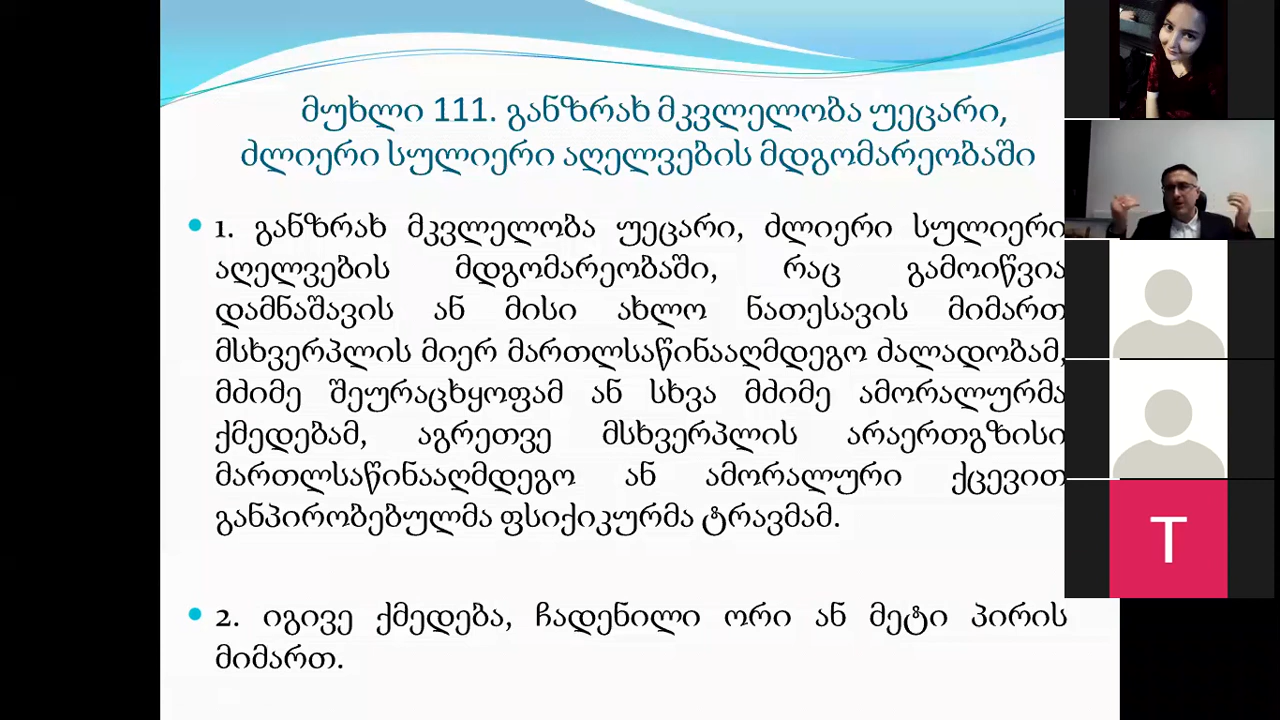 მუხლი 111. განზრახ მკვლელობა უეცარი,
ძლიერი სულიერი აღელვების მდგომარეობაში
• 1. განზრახ მკვლელობა უეცარი, ძლიერი სულიერი
აღელვების მდგომარეობაში, რაც გამოიწვია
დამნაშავის ან მისი ახლო ნათესავის მიმართ
მსხვერპლის მიერ მართლსაწინააღმდეგო ძალადობამ,
მძიმე შეურაცხყოფამ ან სხვა მძიმე ამორალურმა
ქმედებამ, აგრეთვე მსხვერპლის არაერთგზისი
მართლსაწინააღმდეგო ან ამორალური ქცევით
განპირობებულმა ფსიქიკურმა ტრავმამ.
• 2. იგივე ქმედება, ჩადენილი ორი ან მეტი პირის
მიმართ.
T